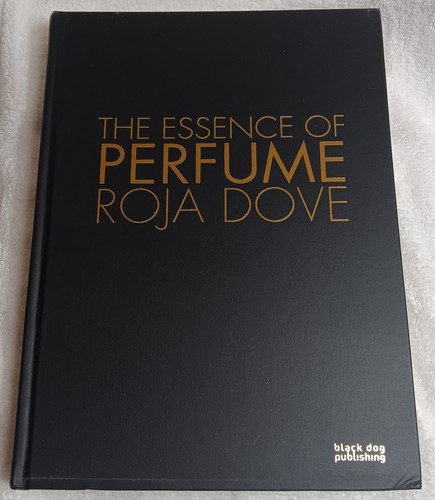 THE ESSENCE OF
PERFUME
ROJA DOVE
black dog
publishing